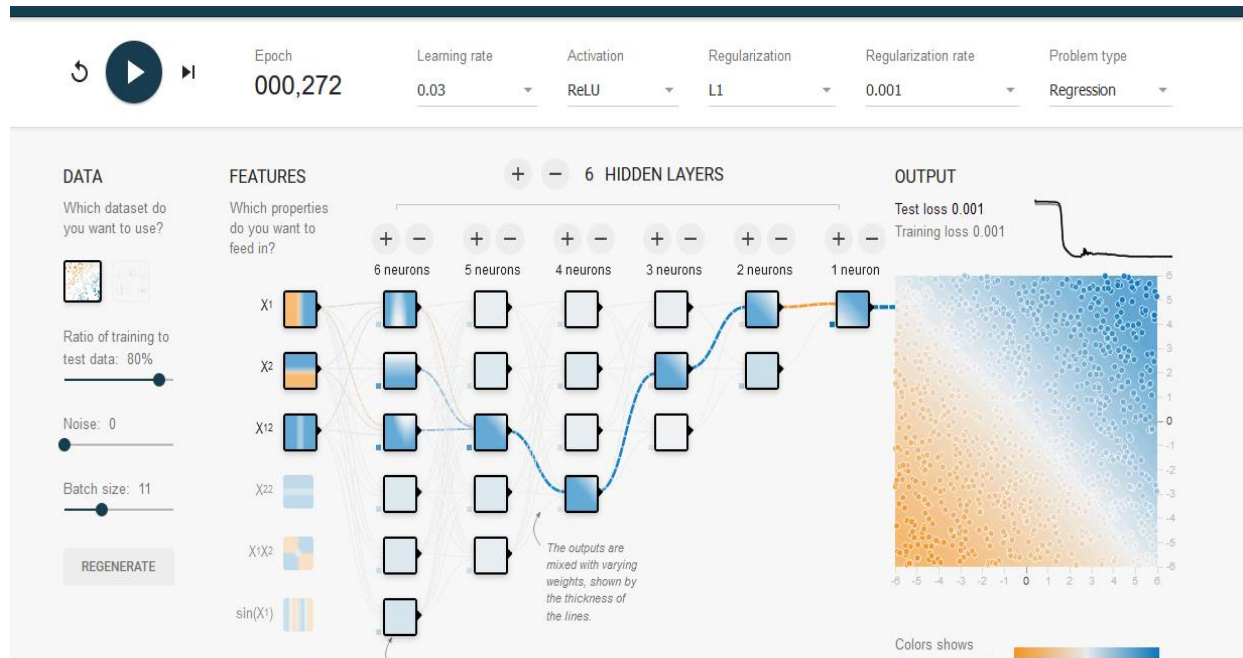 Epoch
000,272
Learning rate
0.03
Activation
ReLU
Regularization
L1
Regularization rate
0.001
Problem type
Regression
DATA
Which dataset do
you want to use?
Ratio of training to
test data: 80%
Noise: 0
Batch size: 11
REGENERATE
FEATURES
Which properties
do you want to
feed in?
X1
X2
X12
X22
X1X2
sin(X1)
+ − 6 HIDDEN LAYERS
+ − + − + − + − + − + −
6 neurons 5 neurons 4 neurons 3 neurons 2 neurons 1 neuron
The outputs are
mixed with varying
weights, shown by
the thickness of
the lines.
OUTPUT
Test loss 0.001
Training loss 0.001
6
5
4
3
2
1
0
-1
-2
-3
-4
-5
-6
-6 -5 -4 -3 -2 -1 0 1 2 3 4 5 6
Colors shows